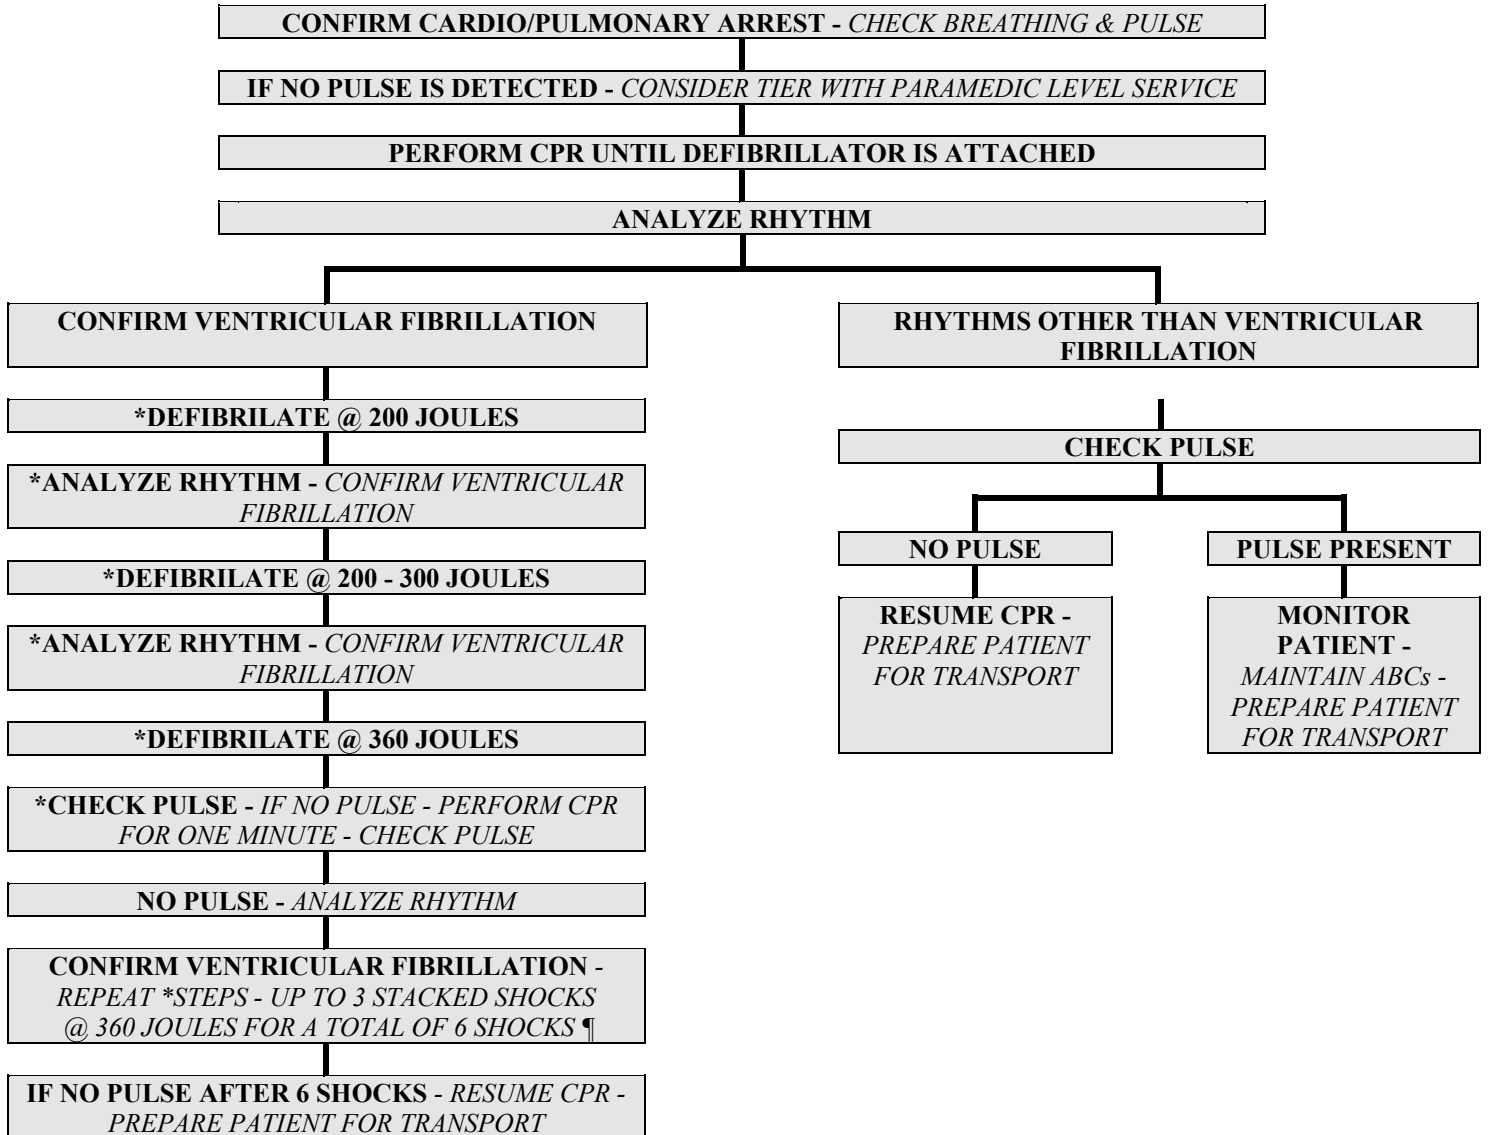 CONFIRM CARDIO/PULMONARY ARREST - CHECK BREATHING & PULSE
IF NO PULSE IS DETECTED - CONSIDER TIER WITH PARAMEDIC LEVEL SERVICE
PERFORM CPR UNTIL DEFIBRILLATOR IS ATTACHED
ANALYZE RHYTHM
CONFIRM VENTRICULAR FIBRILLATION
*DEFIBRILATE @ 200 JOULES
*ANALYZE RHYTHM - CONFIRM VENTRICULAR
FIBRILLATION
*DEFIBRILATE @ 200 - 300 JOULES
*ANALYZE RHYTHM - CONFIRM VENTRICULAR
FIBRILLATION
*DEFIBRILATE @ 360 JOULES
*CHECK PULSE - IF NO PULSE - PERFORM CPR
FOR ONE MINUTE - CHECK PULSE
NO PULSE - ANALYZE RHYTHM
CONFIRM VENTRICULAR FIBRILLATION -
REPEAT *STEPS - UP TO 3 STACKED SHOCKS
@ 360 JOULES FOR A TOTAL OF 6 SHOCKS ¶
IF NO PULSE AFTER 6 SHOCKS - RESUME CPR -
PREPARE PATIENT FOR TRANSPORT
RHYTHMS OTHER THAN VENTRICULAR
FIBRILLATION
CHECK PULSE
NO PULSE
RESUME CPR -
PREPARE PATIENT
FOR TRANSPORT
PULSE PRESENT
MONITOR
PATIENT -
MAINTAIN ABCs -
PREPARE PATIENT
FOR TRANSPORT